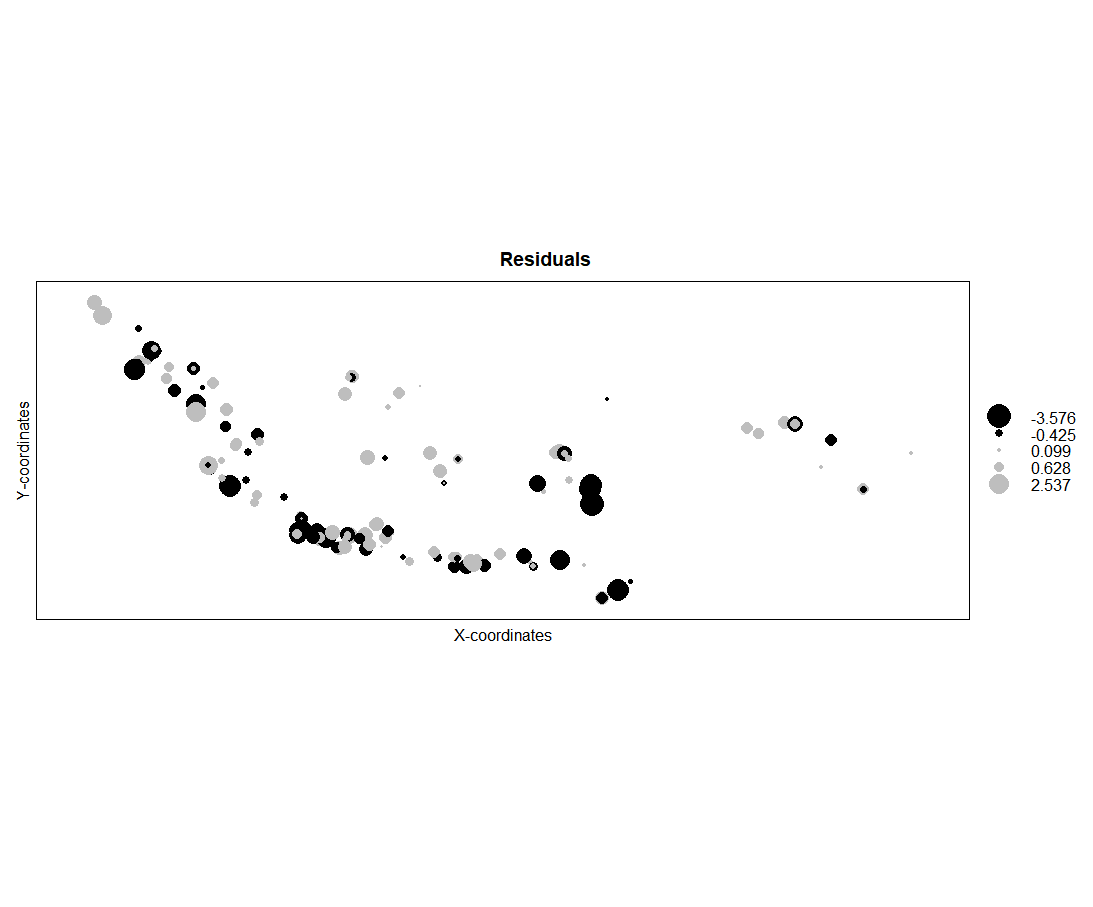 Residuals
Y-coordinates
X-coordinates
-3.576
-0.425
0.099
0.628
2.537